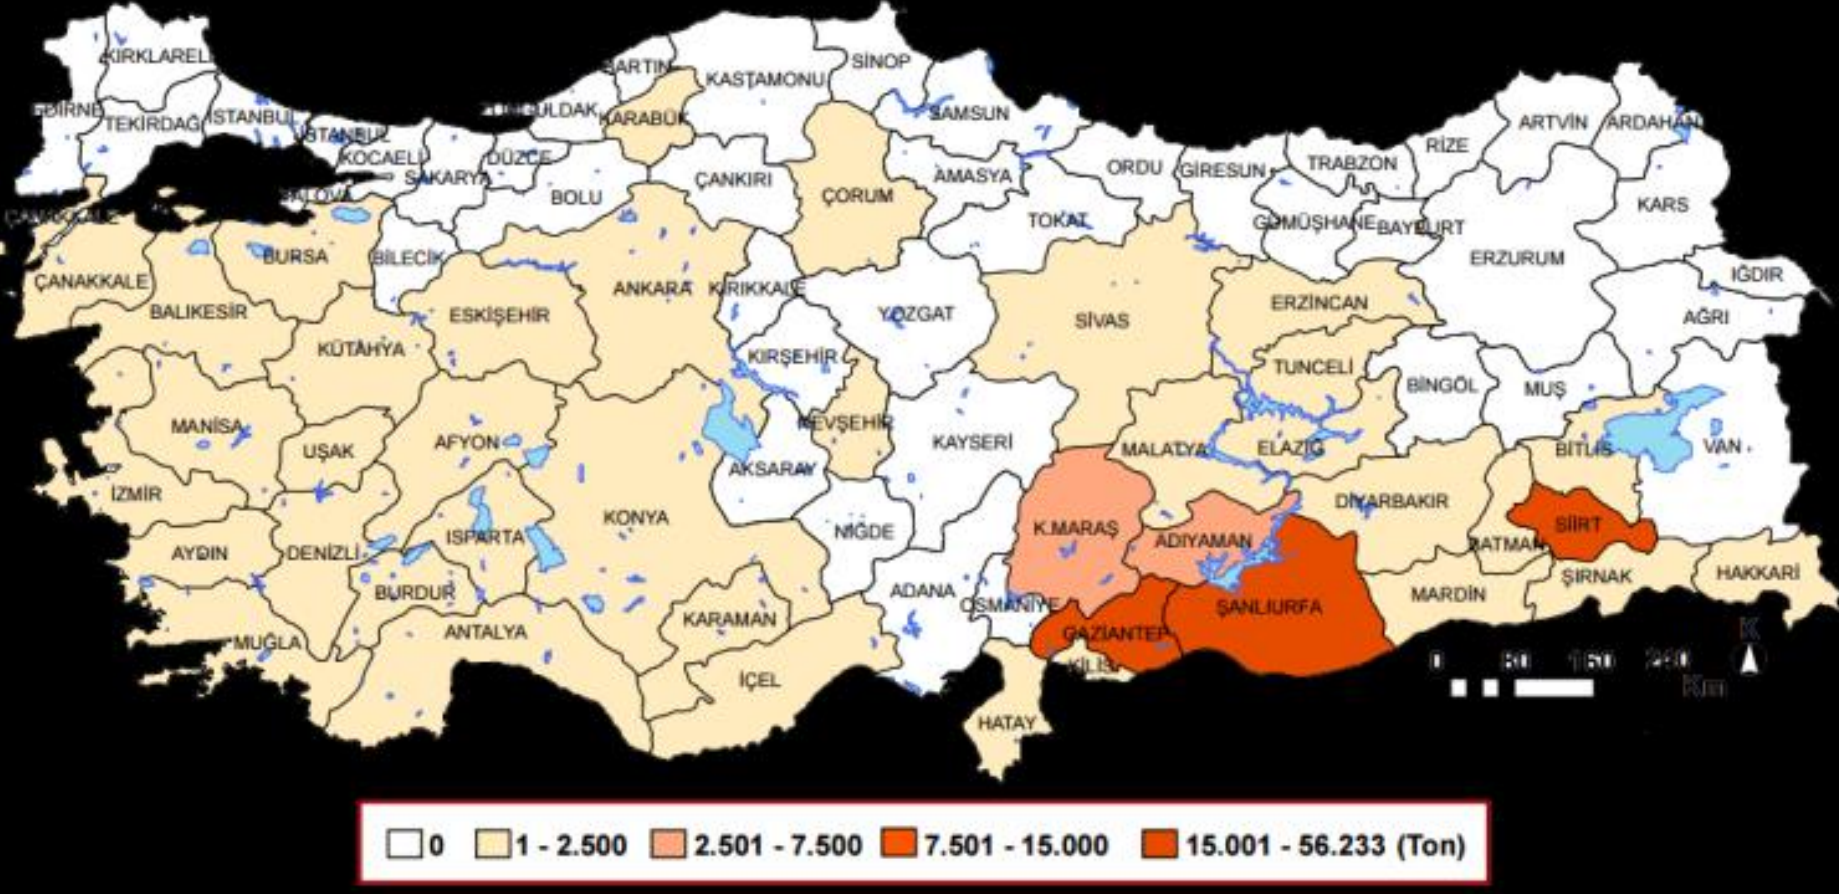 KIRKLARELİ
EDİRNE
TEKİRDAĞ
İSTANBUL
İSTANBUL
KOCAELİ
YALOVA
SAKARYA
DÜZCE
ZONGULDAK
BARTIN
KARABÜK
KASTAMONU
SİNOP
SAMSUN
BOLU
ÇANKIRI
ÇORUM
AMASYA
ORDU
GİRESUN
TRABZON
RİZE
ARTVİN
ARDAHAN
ÇANAKKALE
ÇANAKKALE
BALIKESİR
BURSA
BİLECİK
ESKİŞEHİR
ANKARA
KIRIKKALE
YOZGAT
TOKAT
GÜMÜŞHANE
BAYBURT
ERZURUM
KARS
IĞDIR
AĞRI
KÜTAHYA
KIRŞEHİR
SİVAS
ERZİNCAN
TUNCELİ
BİNGÖL
MUŞ
MANİSA
UŞAK
AFYON
NEVŞEHİR
KAYSERİ
AKSARAY
MALATYA
ELAZIĞ
BİTLİS
VAN
İZMİR
AYDIN
DENİZLİ
ISPARTA
KONYA
NİĞDE
K.MARAŞ
ADIYAMAN
DİYARBAKIR
BATMAN
SİİRT
BURDUR
MUĞLA
ANTALYA
KARAMAN
İÇEL
ADANA
OSMANİYE
GAZİANTEP
KİLİS
ŞANLIURFA
MARDİN
ŞIRNAK
HAKKARİ
HATAY
K
0 80 160 240
Km
0
1 - 2.500
2.501 - 7.500
7.501 - 15.000
15.001 - 56.233 (Ton)